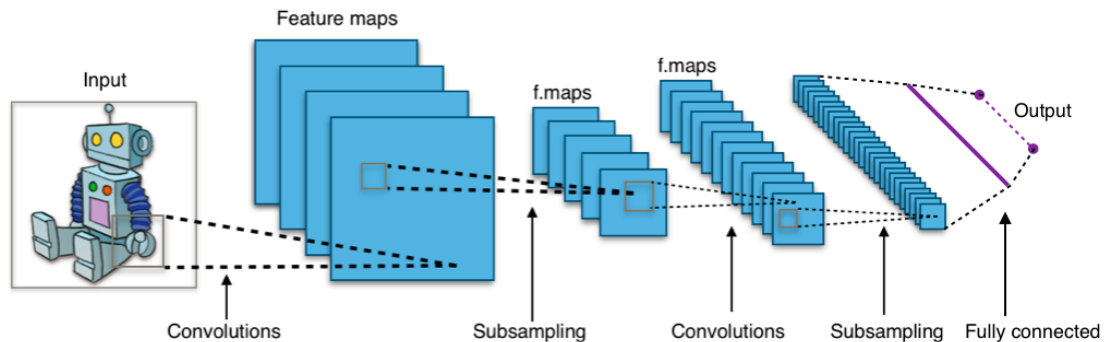 Feature maps
Input
f.maps
f.maps
Output
Convolutions
Subsampling
Convolutions
Subsampling
Fully connected